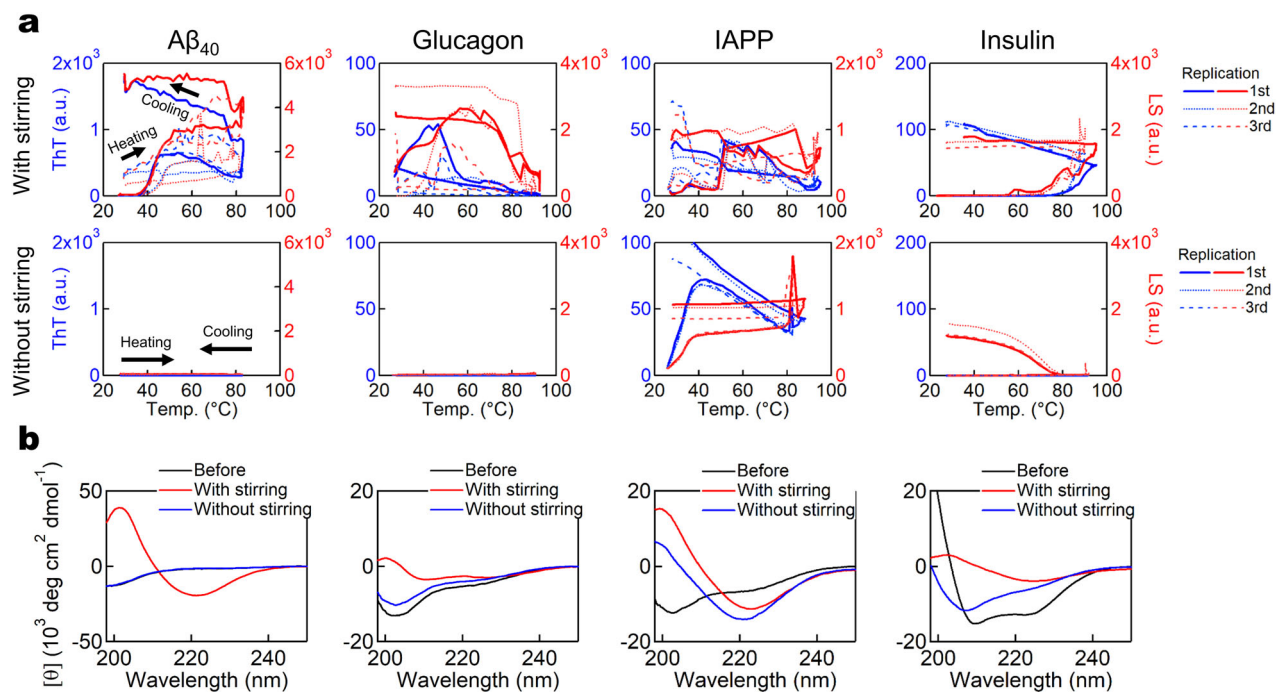 a
Aβ40 Glucagon IAPP Insulin
With stirring
ThT (a.u.)
2x10³ 1 0
6x10³ 4 2 0
Cooling
Heating
20 40 60 80 100
100 50 0
4x10³ 2 0
20 40 60 80 100
100 50 0
2x10³ 1 0
20 40 60 80 100
200 100 0
4x10³ 2 0
LS (a.u.)
20 40 60 80 100
Replication
1st
2nd
3rd
Without stirring
ThT (a.u.)
2x10³ 1 0
6x10³ 4 2 0
Heating Cooling
20 40 60 80 100
Temp. (°C)
100 50 0
4x10³ 2 0
20 40 60 80 100
Temp. (°C)
100 50 0
2x10³ 1 0
20 40 60 80 100
Temp. (°C)
200 100 0
4x10³ 2 0
LS (a.u.)
20 40 60 80 100
Temp. (°C)
Replication
1st
2nd
3rd
b
[θ] (10³ deg cm² dmol⁻¹)
50 0 -50
Before
With stirring
Without stirring
200 220 240
Wavelength (nm)
20 0 -20
Before
With stirring
Without stirring
200 220 240
Wavelength (nm)
20 0 -20
Before
With stirring
Without stirring
200 220 240
Wavelength (nm)
20 0 -20
Before
With stirring
Without stirring
200 220 240
Wavelength (nm)